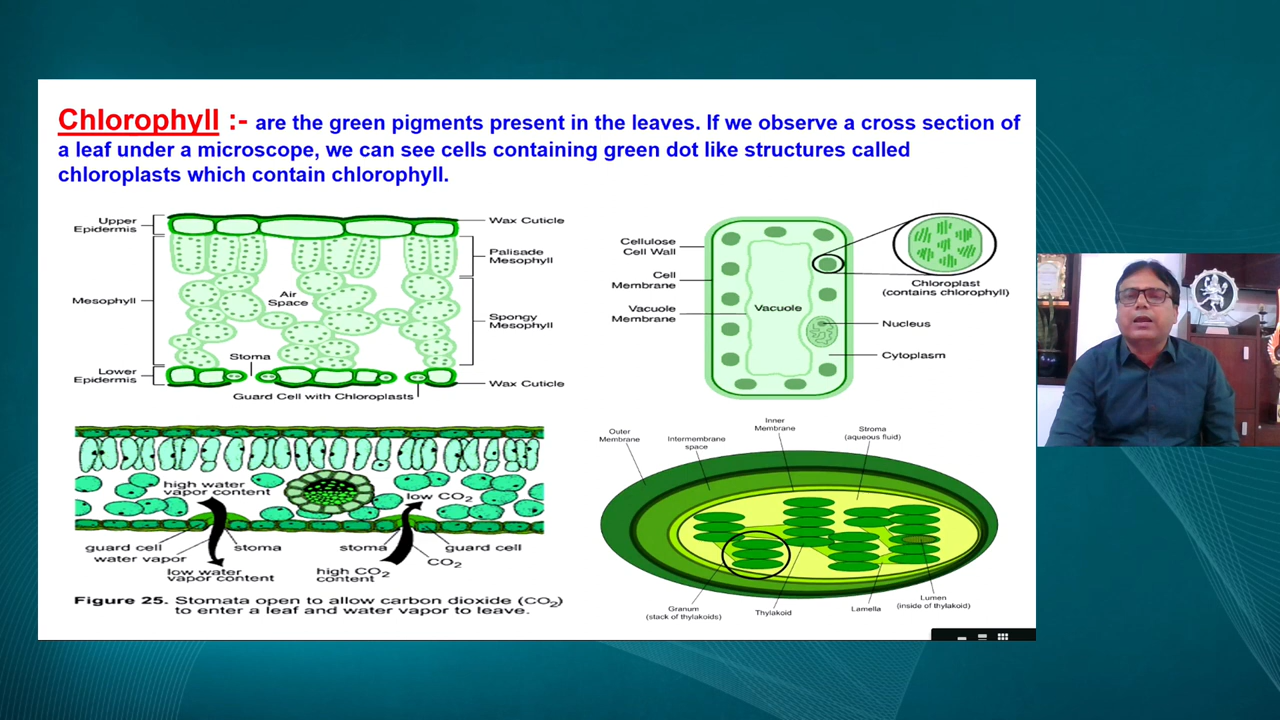 Chlorophyll :- are the green pigments present in the leaves. If we observe a cross section of
a leaf under a microscope, we can see cells containing green dot like structures called
chloroplasts which contain chlorophyll.
Upper
Epidermis
Wax Cuticle
Palisade
Mesophyll
Mesophyll
Air
Space
Spongy
Mesophyll
Stoma
Lower
Epidermis
Wax Cuticle
Guard Cell with Chloroplasts
Cellulose
Cell Wall
Cell
Membrane
Vacuole
Membrane
Vacuole
Chloroplast
(contains chlorophyll)
Nucleus
Cytoplasm
high water
vapor content
low CO2
guard cell
stoma
water vapor
low water
vapor content
stoma
guard cell
high CO2
content
CO2
Figure 25. Stomata open to allow carbon dioxide (CO2)
to enter a leaf and water vapor to leave.
Outer
Membrane
Intermembrane
space
Inner
Membrane
Stroma
(aqueous fluid)
Granum
(stack of thylakoids)
Thylakoid
Lamella
Lumen
(inside of thylakoid)